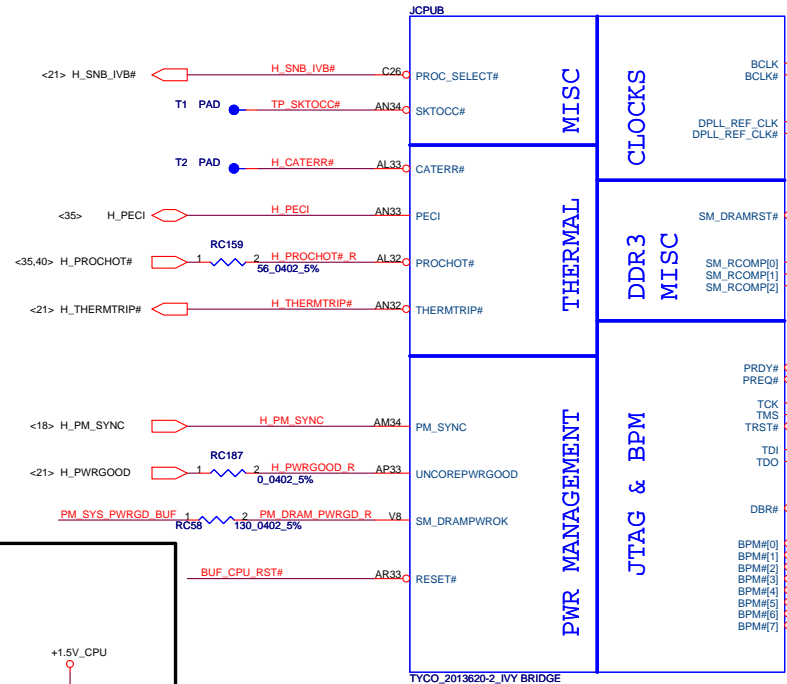 JCPUB
<21> H_SNB_IVB# H_SNB_IVB# C26 PROC_SELECT#
T1 PAD TP_SKTOCC# AN34 SKTOCC#
T2 PAD H_CATERR# AL33 CATERR#
<35> H_PECI H_PECI AN33 PECI
RC159
<35,40> H_PROCHOT# 1 2 H_PROCHOT#_R AL32 PROCHOT#
56_0402_5%
<21> H_THERMTRIP# H_THERMTRIP# AN32 THERMTRIP#
<18> H_PM_SYNC H_PM_SYNC AM34 PM_SYNC
RC187
<21> H_PWRGOOD 1 2 H_PWRGOOD_R AP33 UNCOREPWRGOOD
0_0402_5%
PM_SYS_PWRGD_BUF 1 2 PM_DRAM_PWRGD_R V8 SM_DRAMPWROK
RC58 130_0402_5%
BUF_CPU_RST# AR33 RESET#
MISC
THERMAL
PWR MANAGEMENT
CLOCKS
DDR3
MISC
JTAG & BPM
BCLK
BCLK#
DPLL_REF_CLK
DPLL_REF_CLK#
SM_DRAMRST#
SM_RCOMP[0]
SM_RCOMP[1]
SM_RCOMP[2]
PRDY#
PREQ#
TCK
TMS
TRST#
TDI
TDO
DBR#
BPM#[0]
BPM#[1]
BPM#[2]
BPM#[3]
BPM#[4]
BPM#[5]
BPM#[6]
BPM#[7]
+1.5V_CPU
TYCO_2013620-2_IVY BRIDGE